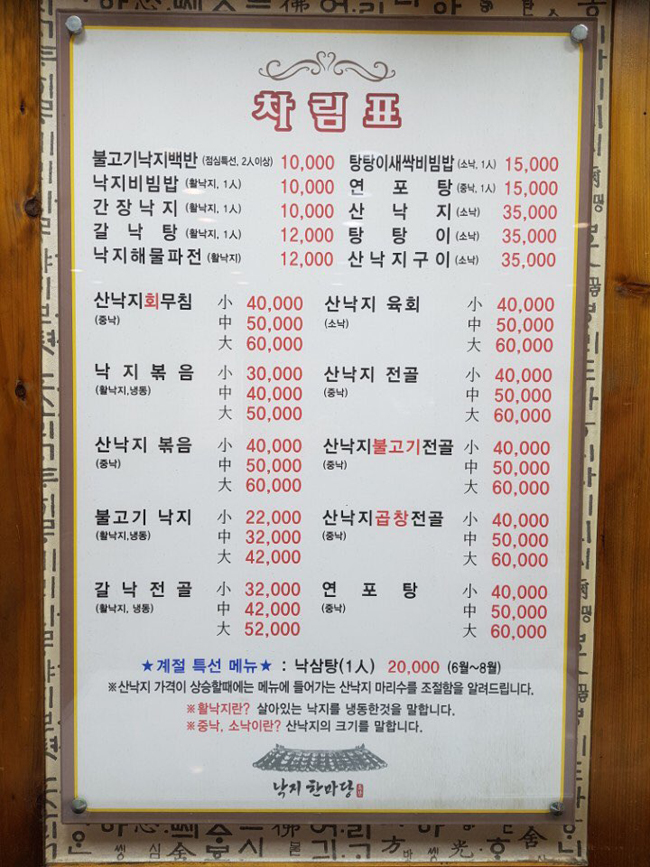 차림표
불고기낙지백반 (점심특선, 2인이상) 10,000
낙지비빔밥 (활낙지, 1人) 10,000
간장낙지 (활낙지, 1人) 10,000
갈낙탕 (활낙지, 1人) 12,000
낙지해물파전 (활낙지) 12,000
탕탕이새싹비빔밥 (소낙, 1人) 15,000
연포탕 (중낙, 1人) 15,000
산낙지 (소낙) 35,000
탕탕이 (소낙) 35,000
산낙지구이 (소낙) 35,000
산낙지회무침 小 40,000
(중낙) 中 50,000
大 60,000
낙지볶음 小 30,000
(활낙지,냉동) 中 40,000
大 50,000
산낙지 볶음 小 40,000
(중낙) 中 50,000
大 60,000
불고기 낙지 小 22,000
(활낙지,냉동) 中 32,000
大 42,000
갈낙전골 小 32,000
(활낙지, 냉동) 中 42,000
大 52,000
산낙지 육회 小 40,000
(소낙) 中 50,000
大 60,000
산낙지 전골 小 40,000
(중낙) 中 50,000
大 60,000
산낙지불고기전골 小 40,000
(중낙) 中 50,000
大 60,000
산낙지곱창전골 小 40,000
(중낙) 中 50,000
大 60,000
연포탕 小 40,000
(중낙) 中 50,000
大 60,000
★계절 특선 메뉴★ : 낙삼탕(1人) 20,000 (6월~8월)
※산낙지 가격이 상승할때에는 메뉴에 들어가는 산낙지 마리수를 조절함을 알려드립니다.
※활낙지란? 살아있는 낙지를 냉동한것을 말합니다.
※중낙, 소낙이란? 산낙지의 크기를 말합니다.
낙지 한마당